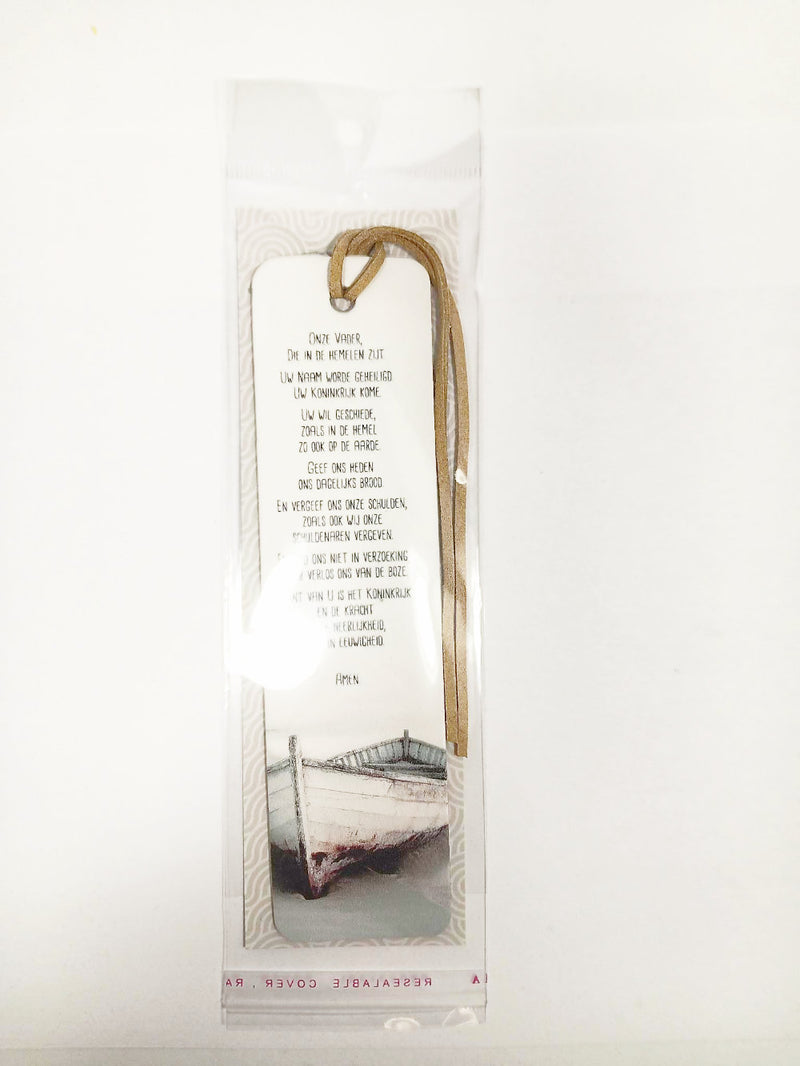 ONZE VADER,
DIE IN DE HEMELEN ZIJT.
UW NAAM WORDE GEHEILIGD.
UW KONINKRIJK KOME.
UW WIL GESCHIEDE,
ZOALS IN DE HEMEL
ZO OOK OP DE AARDE.
GEEF ONS HEDEN
ONS DAGELIJKS BROOD
EN VERGEEF ONS ONZE SCHULDEN,
ZOALS OOK WIJ ONZE
SCHULDENAREN VERGEVEN.
ONS NIET IN VERZOEKING
VERLOS ONS VAN DE BOZE.
VAN U IS HET KONINKRIJK
EN DE KRACHT
HEERLIJKHEID,
IN EEUWIGHEID.
AMEN
RESEALABLE COVER, RA